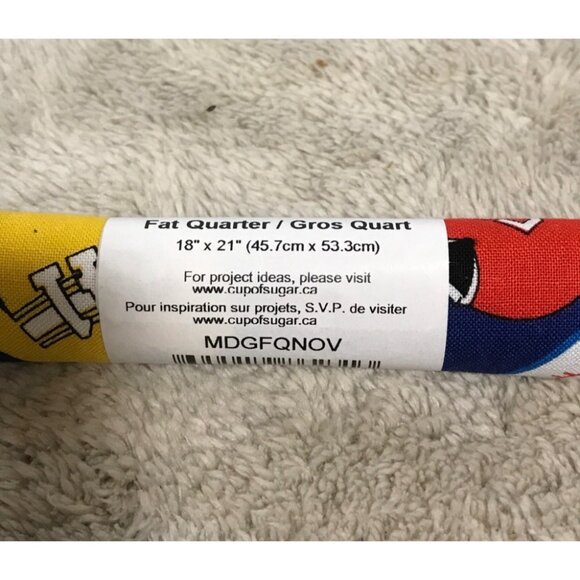 Fat Quarter / Gros Quart
18" x 21" (45.7cm x 53.3cm)
For project ideas, please visit
www.cupofsugar.ca
Pour inspiration sur projets, S.V.P. de visiter
www.cupofsugar.ca
MDGFQNOV